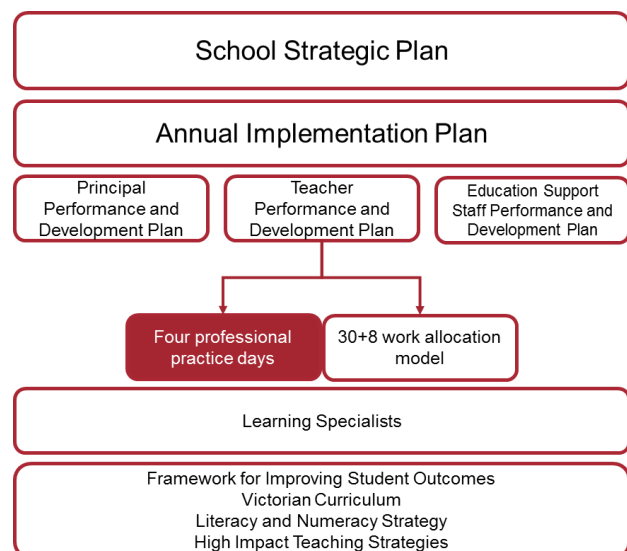 School Strategic Plan
Annual Implementation Plan
Principal
Performance and
Development Plan
Teacher
Performance and
Development Plan
Education Support
Staff Performance and
Development Plan
Four professional
practice days
30+8 work allocation
model
Learning Specialists
Framework for Improving Student Outcomes
Victorian Curriculum
Literacy and Numeracy Strategy
High Impact Teaching Strategies